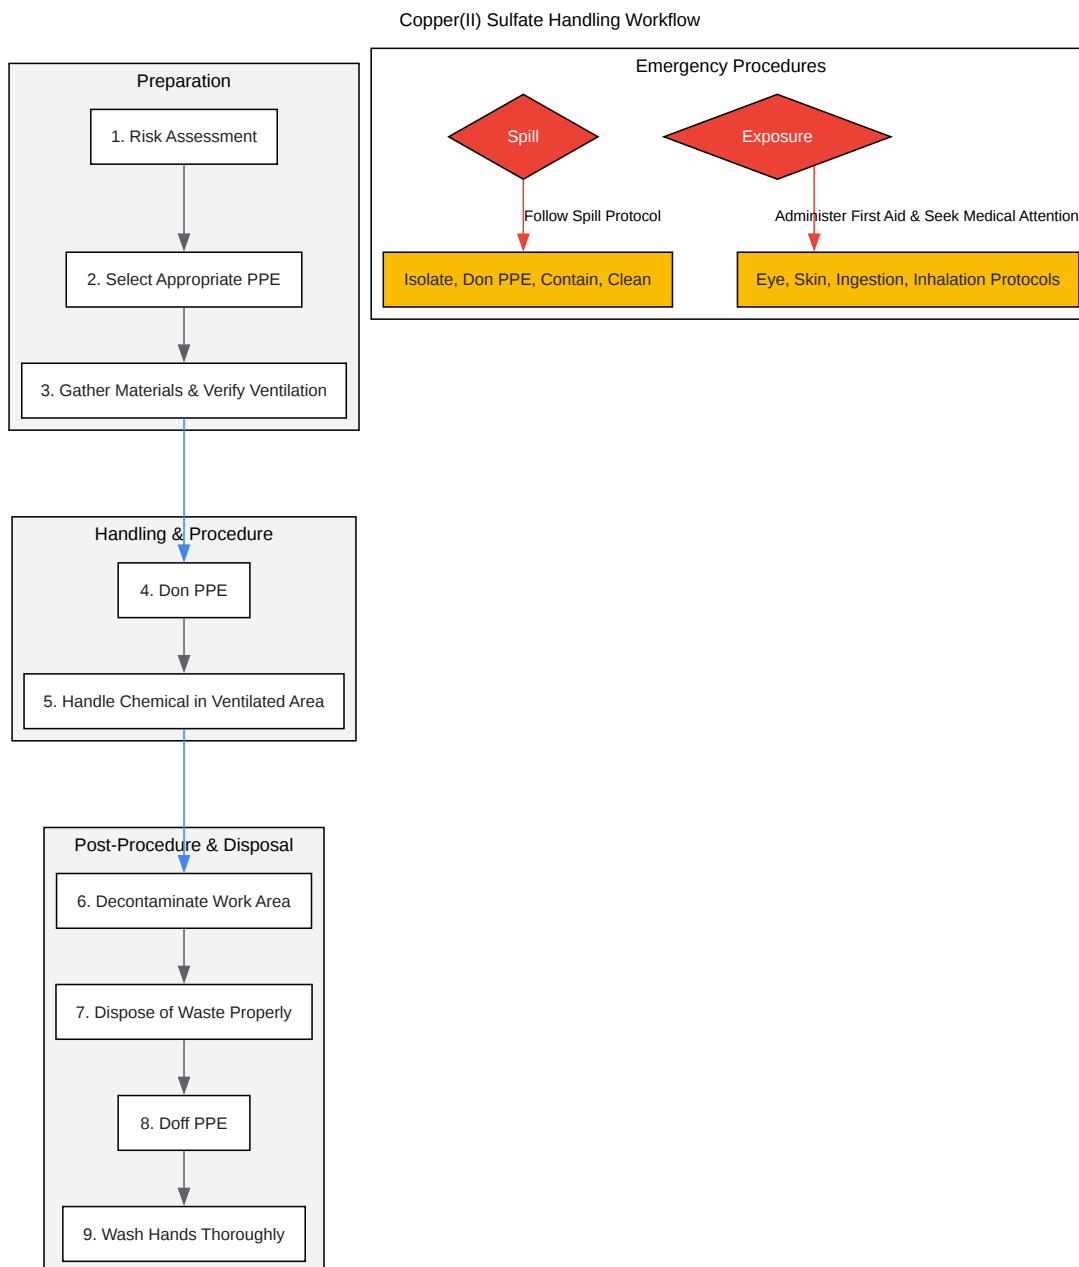 Copper(II) Sulfate Handling Workflow
Preparation
1. Risk Assessment
2. Select Appropriate PPE
3. Gather Materials & Verify Ventilation
Handling & Procedure
4. Don PPE
5. Handle Chemical in Ventilated Area
Post-Procedure & Disposal
6. Decontaminate Work Area
7. Dispose of Waste Properly
8. Doff PPE
9. Wash Hands Thoroughly
Emergency Procedures
Spill
Follow Spill Protocol
Isolate, Don PPE, Contain, Clean
Exposure
Administer First Aid & Seek Medical Attention
Eye, Skin, Ingestion, Inhalation Protocols